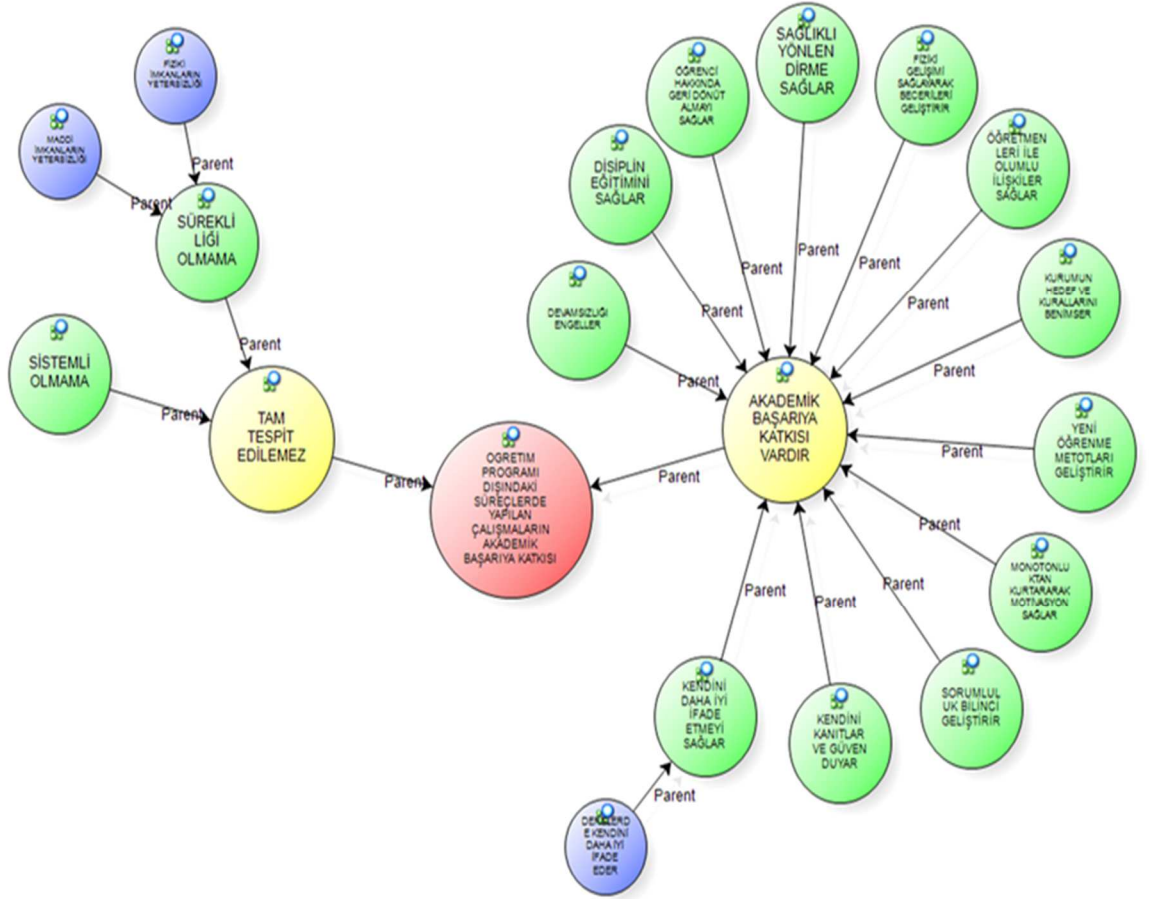 FİZİKİ
İMKANLARIN
YETERSİZLİĞİ
MADDİ
İMKANLARIN
YETERSİZLİĞİ
Parent
Parent
SÜREKLİ
LİĞİ
OLMAMA
Parent
SİSTEMLİ
OLMAMA
Parent
TAM
TESPİT
EDİLEMEZ
Parent
ÖĞRETİM
PROGRAMI
DIŞINDAKİ
SÜREÇLERDE
YAPILAN
ÇALIŞMALARIN
AKADEMİK
BAŞARIYA KATKISI
Parent
AKADEMİK
BAŞARIYA
KATKISI
VARDIR
DEVAMSIZLIĞI
ENGELLER
Parent
DİSİPLİN
EĞİTİMİNİ
SAĞLAR
Parent
ÖĞRENCİ
HAKKINDA
GERİ DÖNÜT
ALMAYI
SAĞLAR
Parent
SAĞLIKLI
YÖNLEN
DİRME
SAĞLAR
Parent
FİZİKİ
GELİŞİMİ
SAĞLAYARAK
BECERİLERİ
GELİŞTİRİR
Parent
ÖĞRETMEN
LERİ İLE
OLUMLU
İLİŞKİLER
SAĞLAR
Parent
KURUMUN
HEDEF VE
KURALLARINI
BENİMSER
Parent
YENİ
ÖĞRENME
METOTLARI
GELİŞTİRİR
Parent
MONOTONLU
KTAN
KURTARARAK
MOTİVASYON
SAĞLAR
Parent
SORUMLUL
UK BİLİNCİ
GELİŞTİRİR
Parent
KENDİNİ
KANITLAR
VE GÜVEN
DUYAR
Parent
KENDİNİ
DAHA İYİ
İFADE
ETMEYİ
SAĞLAR
Parent
Parent
DERSLERD
E KENDİNİ
DAHA İYİ
İFADE
EDER